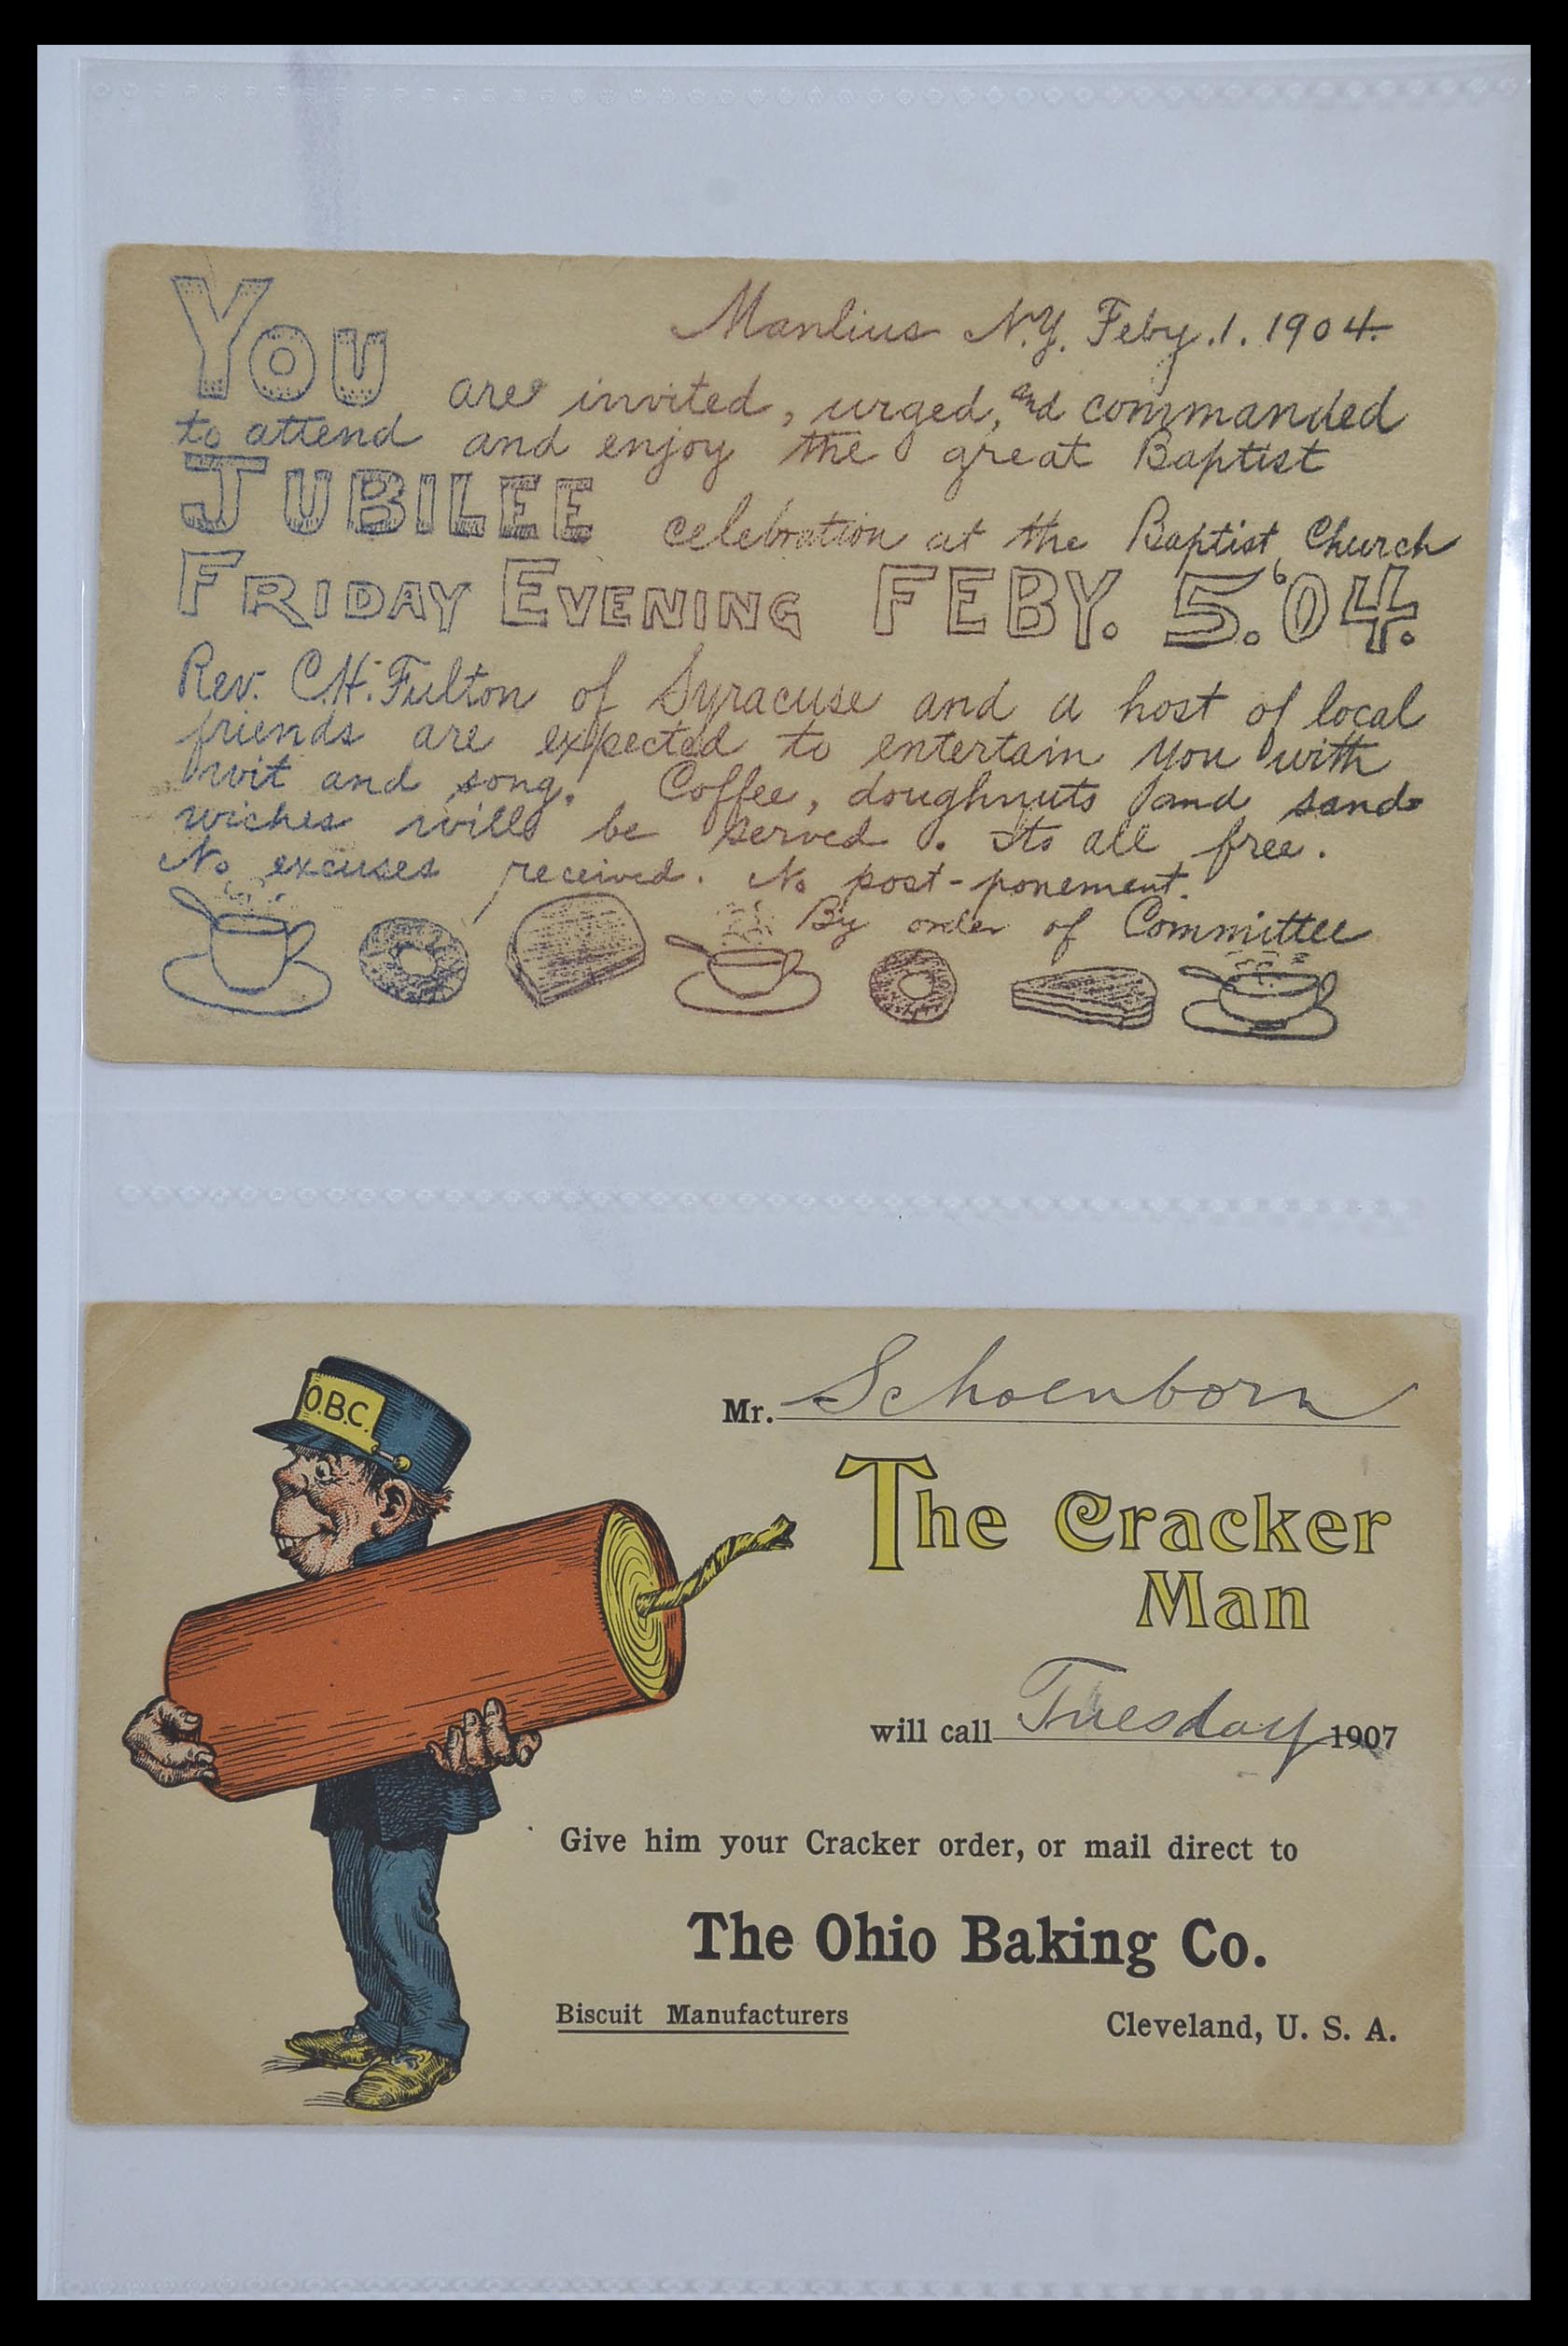 Manlius N.Y. Feby. 1. 1904.
YOU are invited, urged, and commanded
to attend and enjoy the great Baptist
JUBILEE celebration at the Baptist Church
FRIDAY EVENING FEBY. 5. '04.
Rev. C.H. Fulton of Syracuse and a host of local
friends are expected to entertain you with
wit and song. Coffee, doughnuts and sand-
wiches will be served. Its all free.
No excuses received. No post-ponement.
By order of Committee
O.B.C.
Mr. Schoenborn
The Cracker
Man
will call Tuesday 1907
Give him your Cracker order, or mail direct to
The Ohio Baking Co.
Biscuit Manufacturers Cleveland, U. S. A.